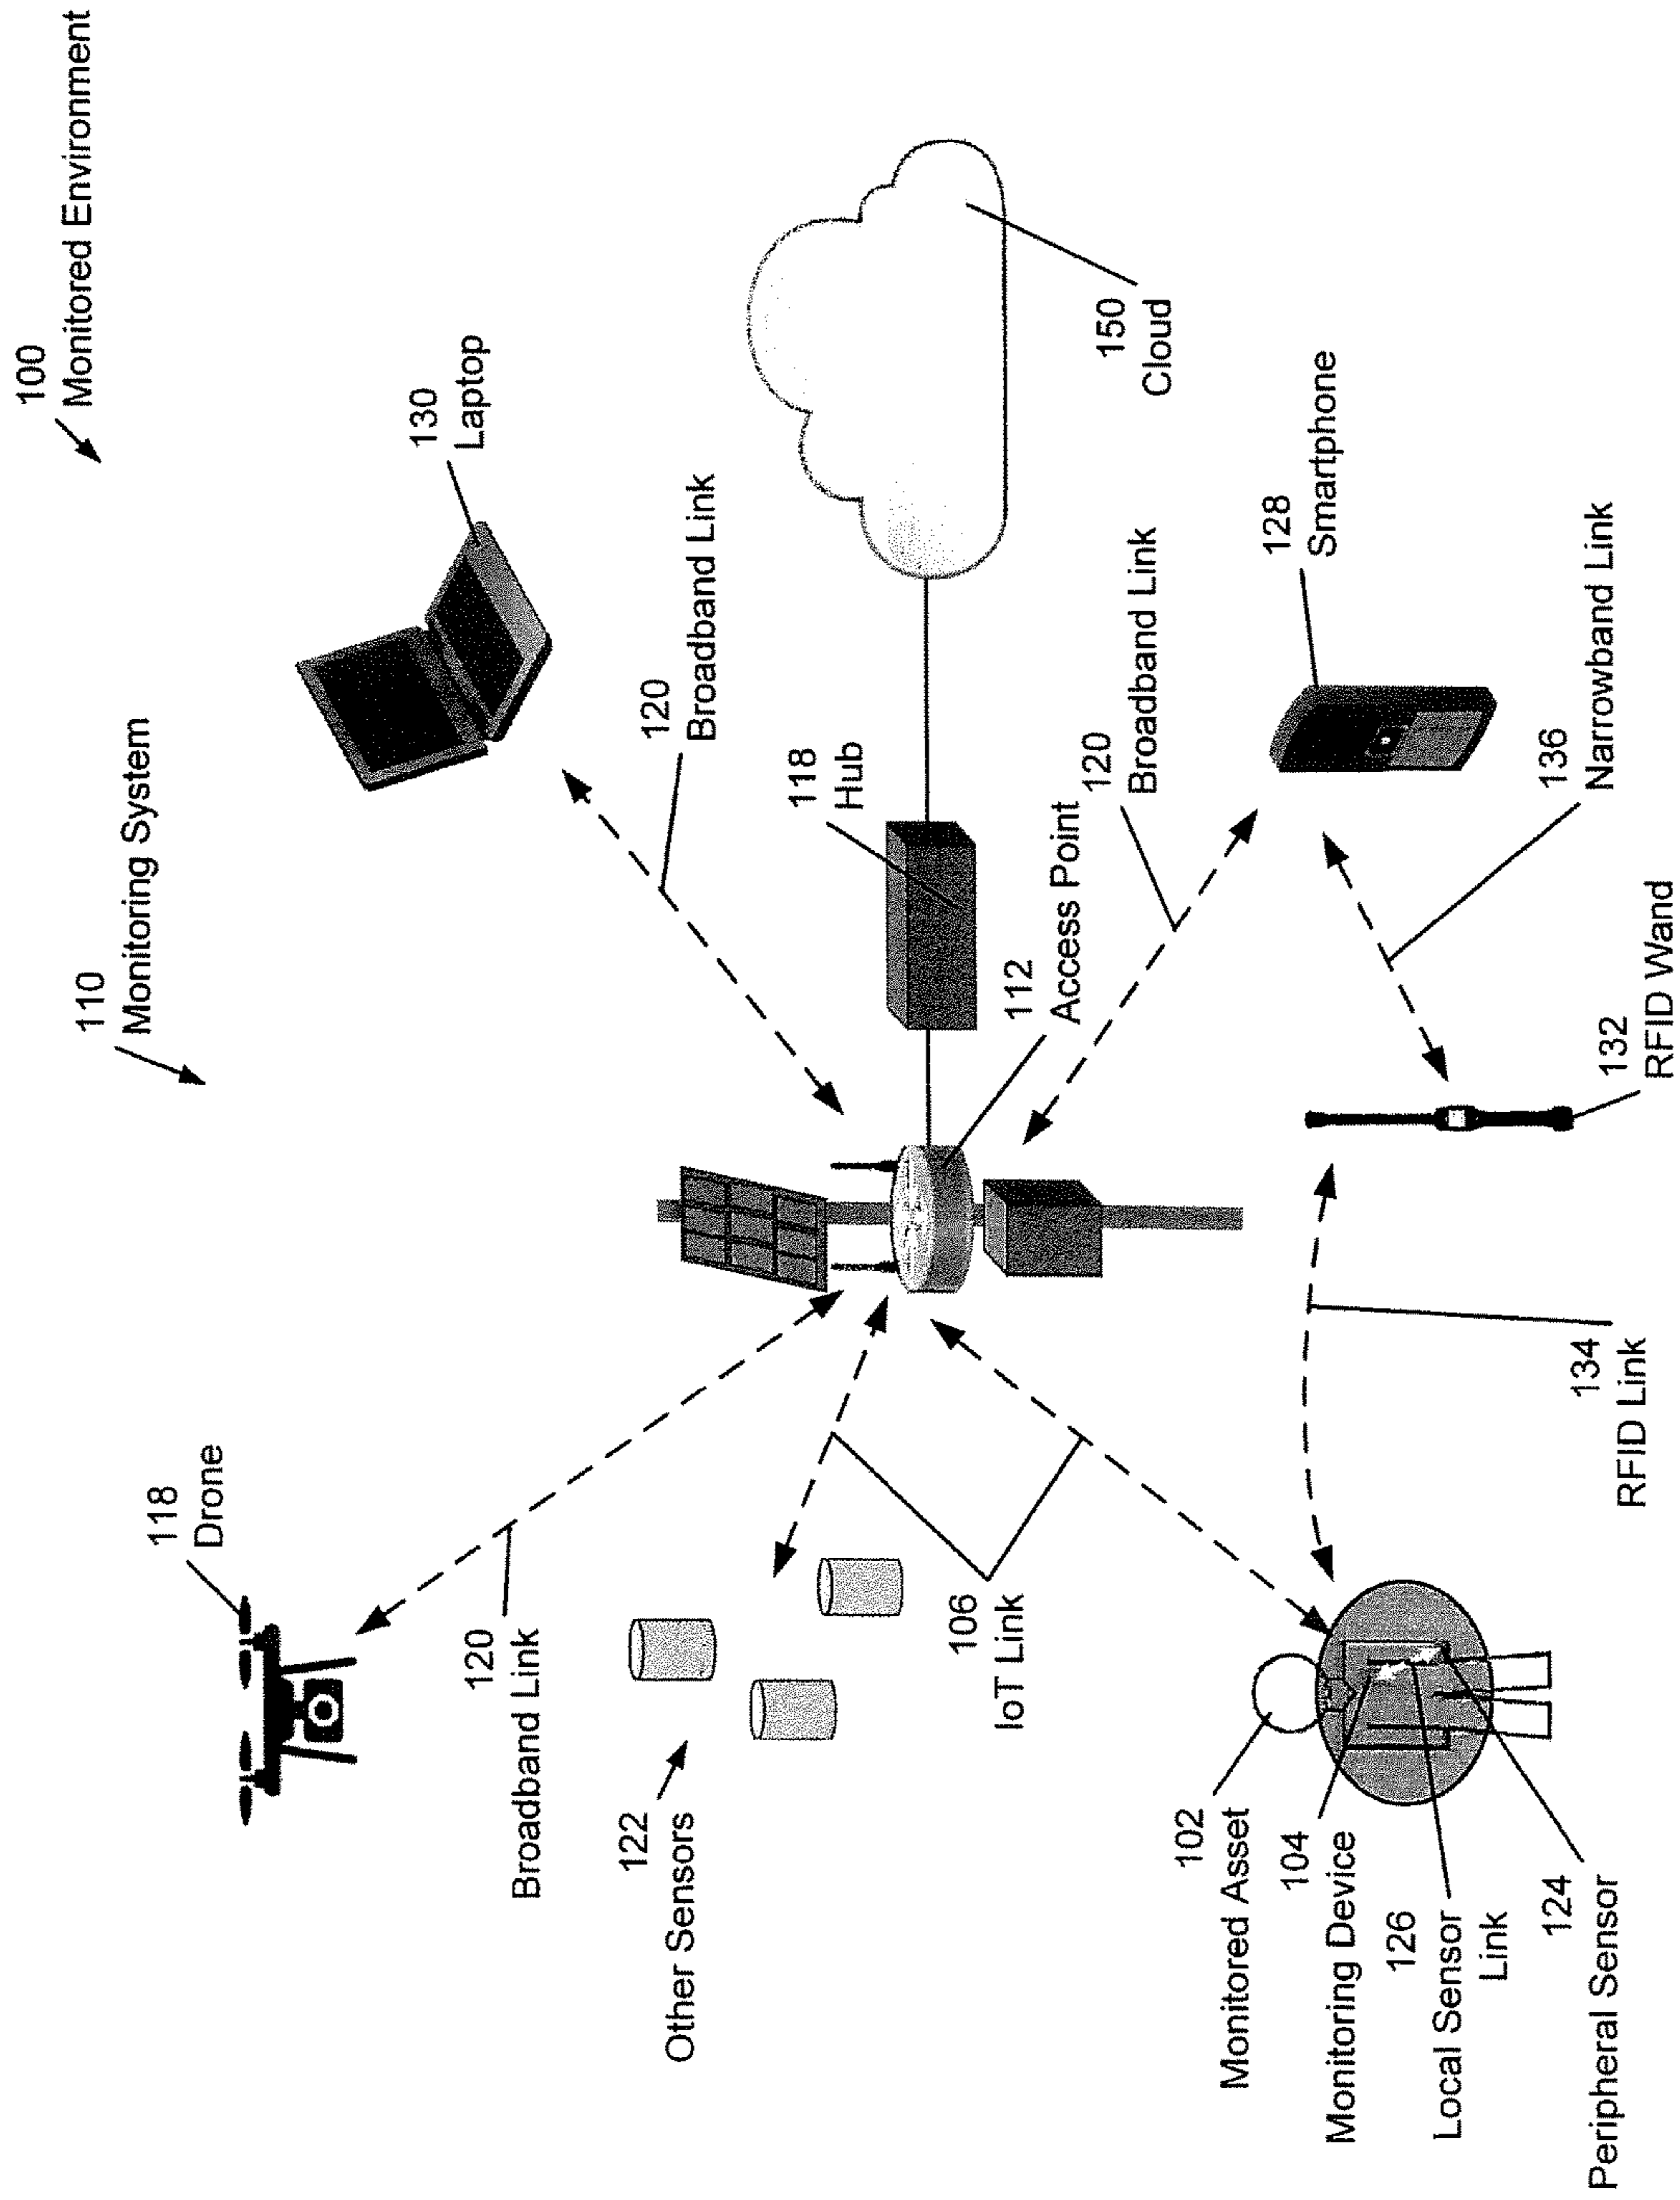 100
Monitored Environment
110
Monitoring System
118
Drone
130
Laptop
120
Broadband Link
120
Broadband Link
122
Other Sensors
118
Hub
106
IoT Link
112
Access Point
120
Broadband Link
150
Cloud
102
Monitored Asset
104
Monitoring Device
126
Local Sensor
Link
124
Peripheral Sensor
128
Smartphone
134
RFID Link
132
RFID Wand
136
Narrowband Link